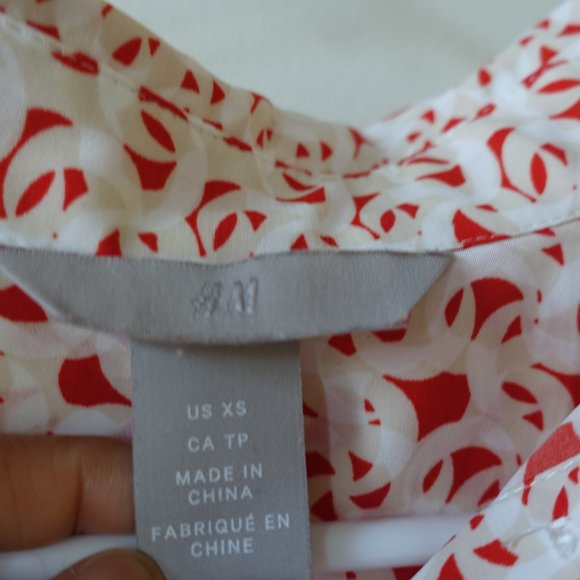 H&M
US XS
CA TP
MADE IN
CHINA
FABRIQUÉ EN
CHINE